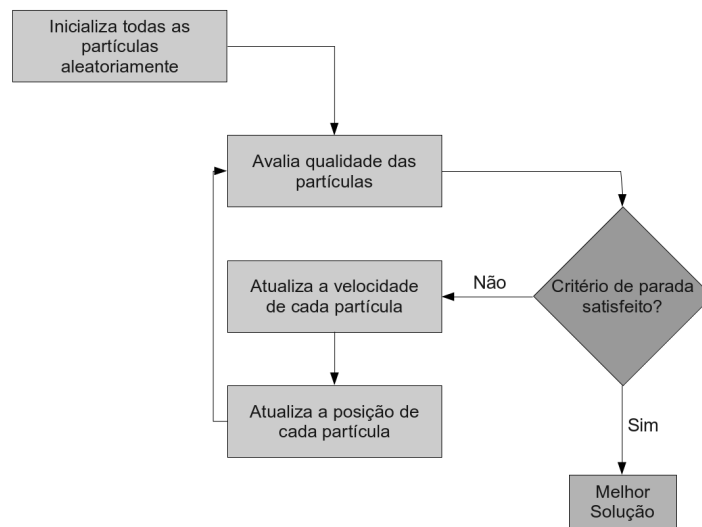 Inicializa todas as
partículas
aleatoriamente
Avalia qualidade das
partículas
Critério de parada
satisfeito?
Não
Atualiza a velocidade
de cada partícula
Atualiza a posição de
cada partícula
Sim
Melhor
Solução